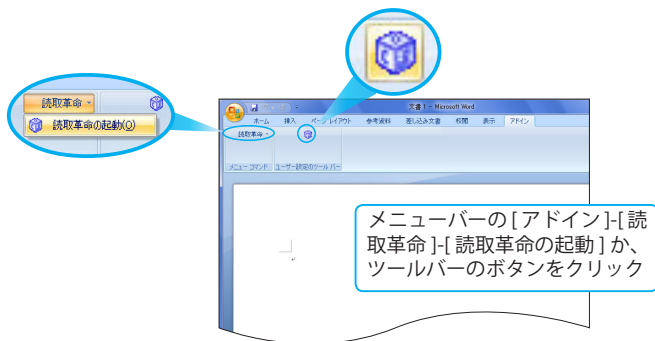 読取革命
読取革命の起動(O)
文書 1 - Microsoft Word
ホーム 挿入 ページ レイアウト 参考資料 差し込み文書 校閲 表示 アドイン
読取革命
メニュー コマンド ユーザー設定のツール バー
メニューバーの [ アドイン ]-[ 読
取革命 ]-[ 読取革命の起動 ] か、
ツールバーのボタンをクリック